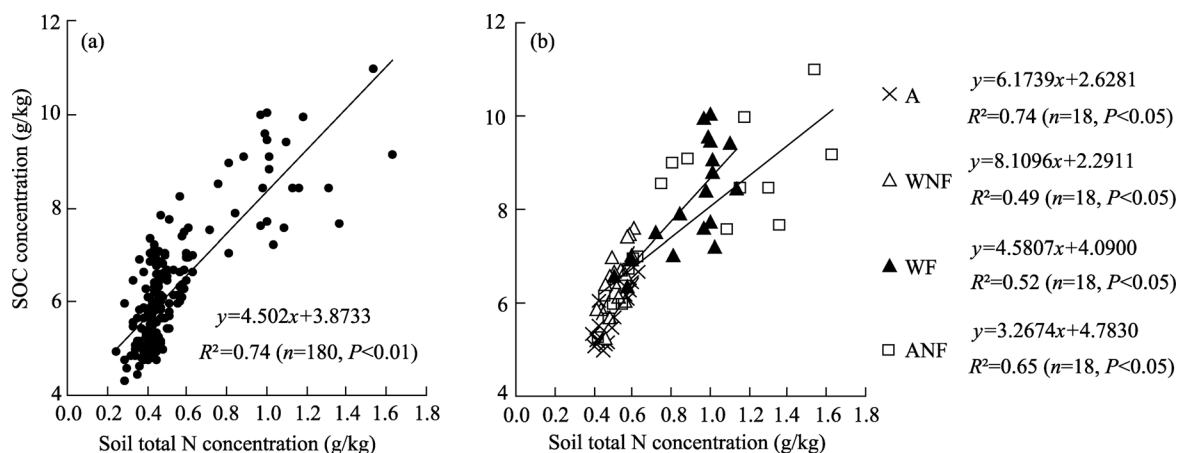 (a)
SOC concentration (g/kg)
12
10
8
6
4
y=4.502x+3.8733
R²=0.74 (n=180, P<0.01)
0.0 0.2 0.4 0.6 0.8 1.0 1.2 1.4 1.6 1.8
Soil total N concentration (g/kg)
(b)
12
10
8
6
4
0.0 0.2 0.4 0.6 0.8 1.0 1.2 1.4 1.6 1.8
Soil total N concentration (g/kg)
A
y=6.1739x+2.6281
R²=0.74 (n=18, P<0.05)
WNF
y=8.1096x+2.2911
R²=0.49 (n=18, P<0.05)
WF
y=4.5807x+4.0900
R²=0.52 (n=18, P<0.05)
ANF
y=3.2674x+4.7830
R²=0.65 (n=18, P<0.05)